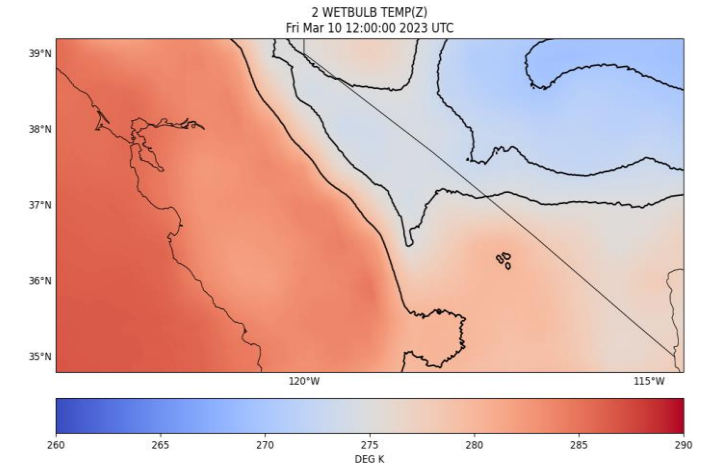 2 WETBULB TEMP(Z)
Fri Mar 10 12:00:00 2023 UTC
39°N
38°N
37°N
36°N
35°N
120°W 115°W
260 265 270 275 280 285 290
DEG K